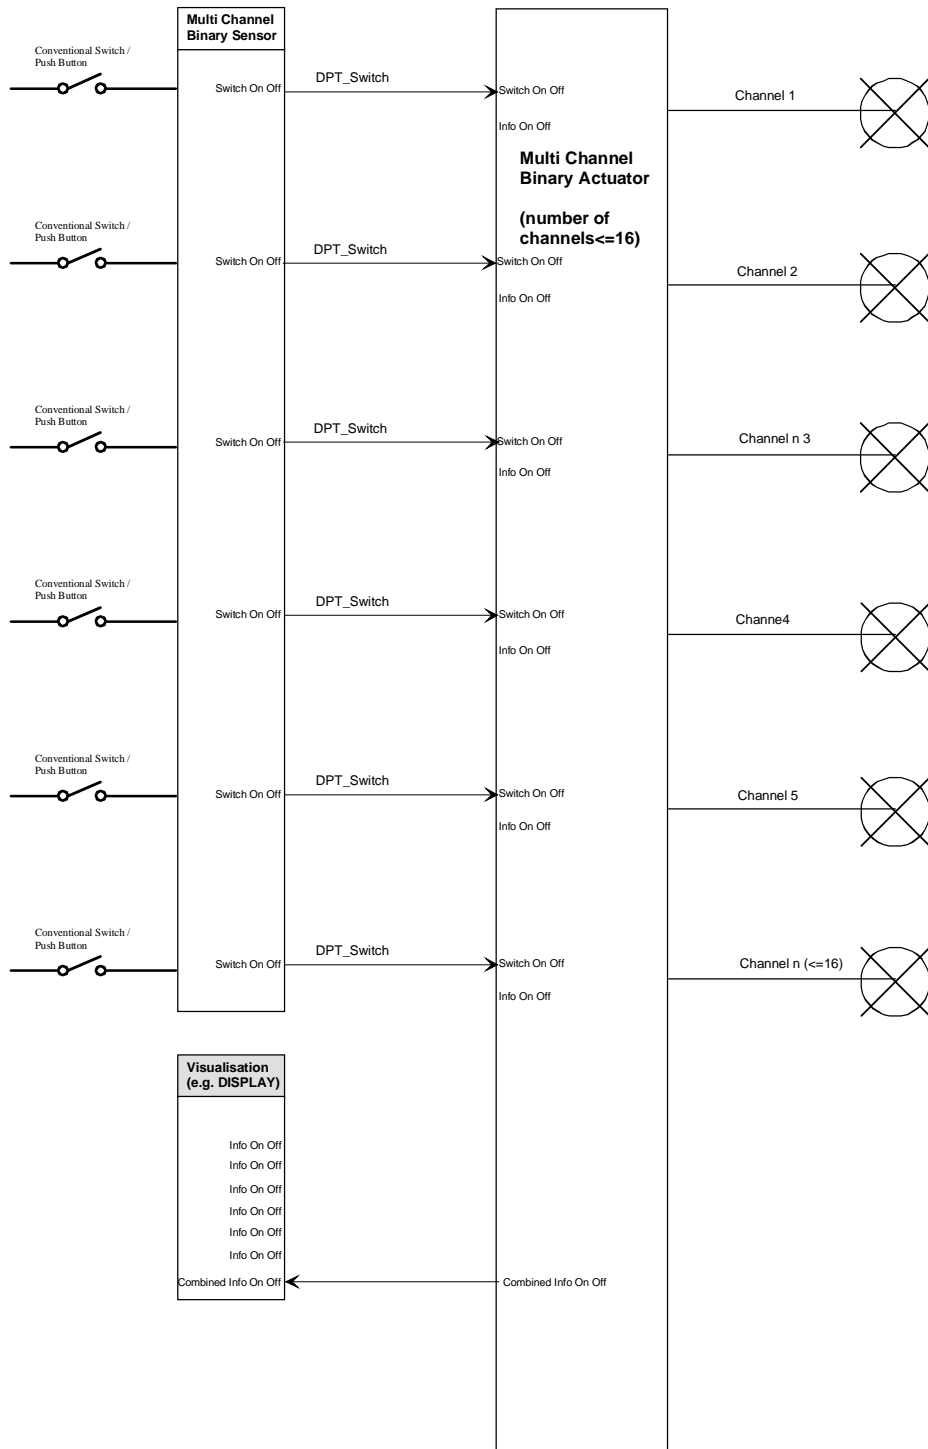 Multi Channel
Binary Sensor
Conventional Switch /
Push Button
Switch On Off
DPT_Switch
Switch On Off
Channel 1
Info On Off
Multi Channel
Binary Actuator
(number of
channels<=16)
Conventional Switch /
Push Button
Switch On Off
DPT_Switch
Switch On Off
Channel 2
Info On Off
Conventional Switch /
Push Button
Switch On Off
DPT_Switch
Switch On Off
Channel n 3
Info On Off
Conventional Switch /
Push Button
Switch On Off
DPT_Switch
Switch On Off
Channe4
Info On Off
Conventional Switch /
Push Button
Switch On Off
DPT_Switch
Switch On Off
Channel 5
Info On Off
Conventional Switch /
Push Button
Switch On Off
DPT_Switch
Switch On Off
Channel n (<=16)
Info On Off
Visualisation
(e.g. DISPLAY)
Info On Off
Info On Off
Info On Off
Info On Off
Info On Off
Info On Off
Combined Info On Off
Combined Info On Off